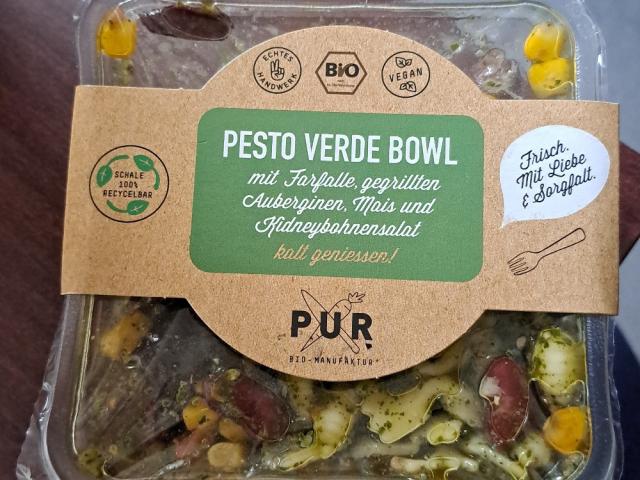 ECHTES
HANDWERK
BiO
VEGAN
PESTO VERDE BOWL
mit Farfalle, gegrillten
Auberginen, Mais und
Kidneybohnensalat
kalt geniessen!
SCHALE
100%
RECYCELBAR
Frisch.
Mit Liebe
& Sorgfalt.
PUR
BIO-MANUFAKTUR